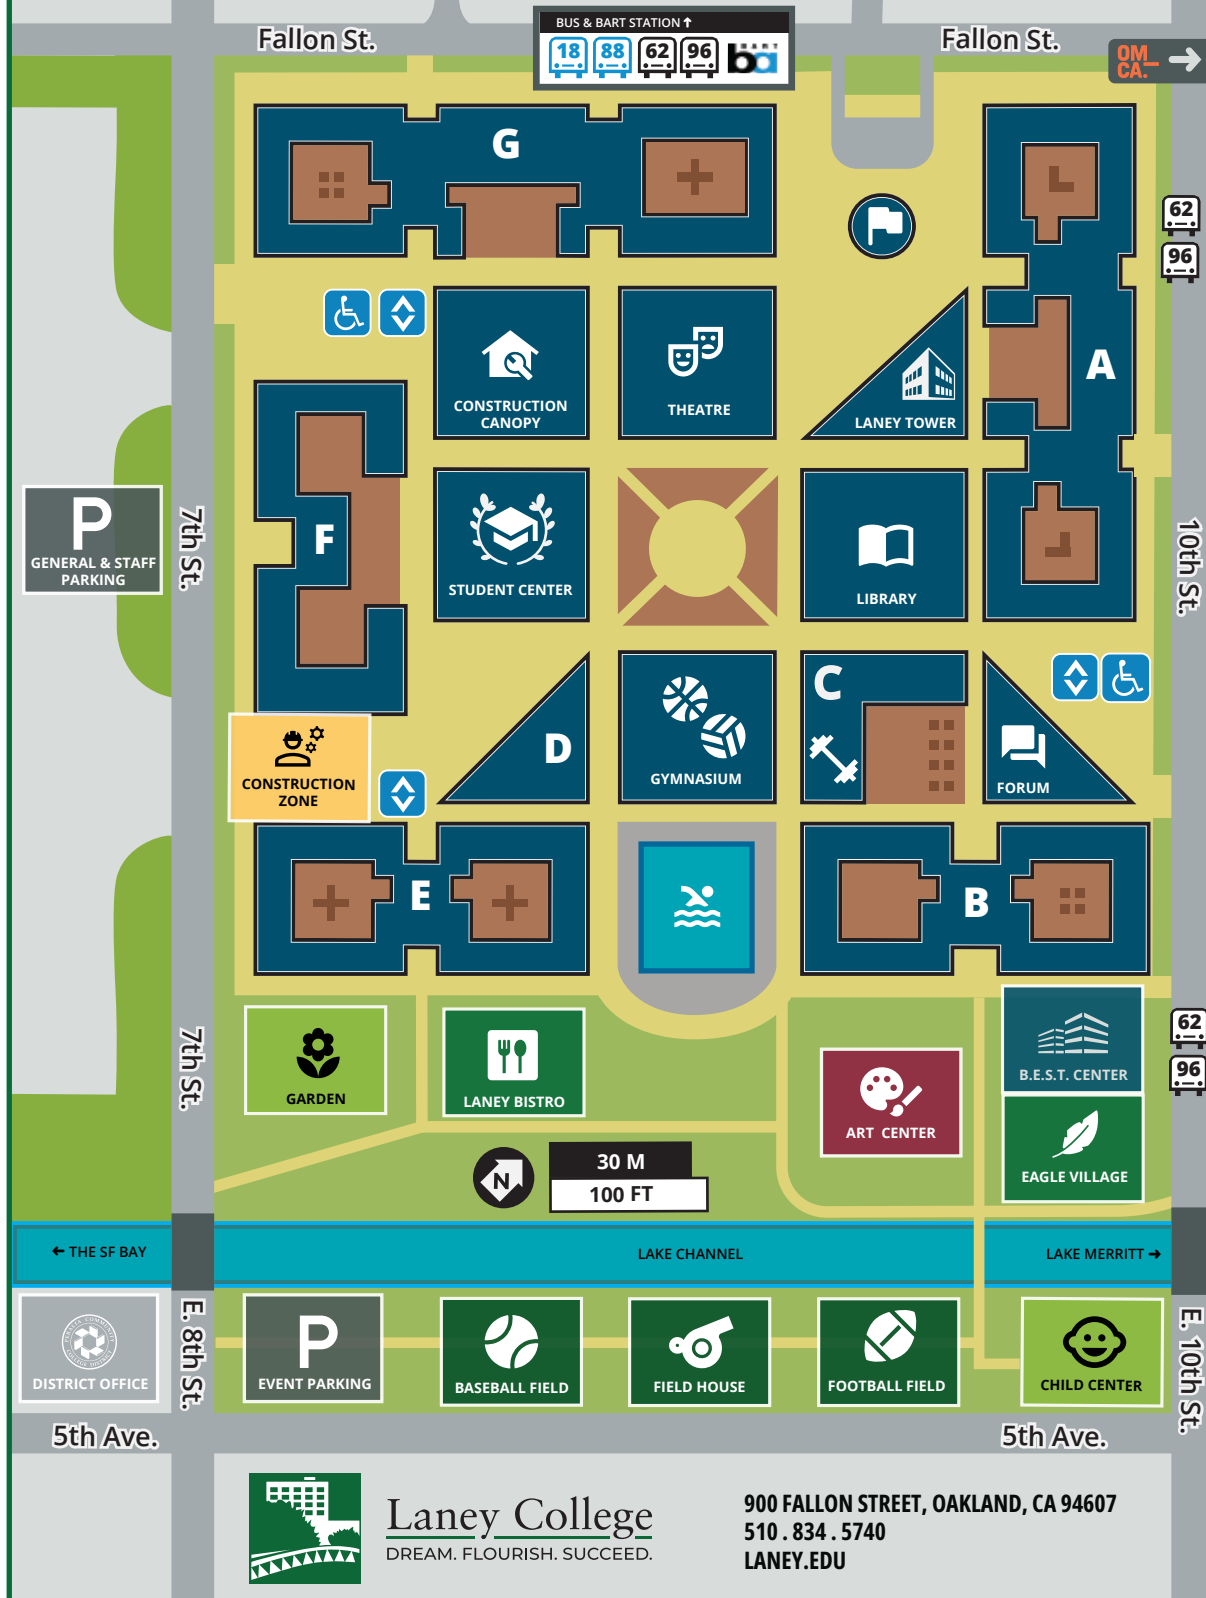 Fallon St.
BUS & BART STATION ↑
18 88 62 96 BART
ba
Fallon St.
OM
CA.
G
62
96
A
CONSTRUCTION
CANOPY
THEATRE
LANEY TOWER
P
GENERAL & STAFF
PARKING
7th St.
F
STUDENT CENTER
LIBRARY
10th St.
C
D
GYMNASIUM
FORUM
CONSTRUCTION
ZONE
E
B
7th St.
GARDEN
LANEY BISTRO
ART CENTER
B.E.S.T. CENTER
62
96
EAGLE VILLAGE
N
30 M
100 FT
← THE SF BAY
LAKE CHANNEL
LAKE MERRITT →
DISTRICT OFFICE
E. 8th St.
P
EVENT PARKING
BASEBALL FIELD
FIELD HOUSE
FOOTBALL FIELD
CHILD CENTER
E. 10th St.
5th Ave.
5th Ave.
Laney College
DREAM. FLOURISH. SUCCEED.
900 FALLON STREET, OAKLAND, CA 94607
510 . 834 . 5740
LANEY.EDU